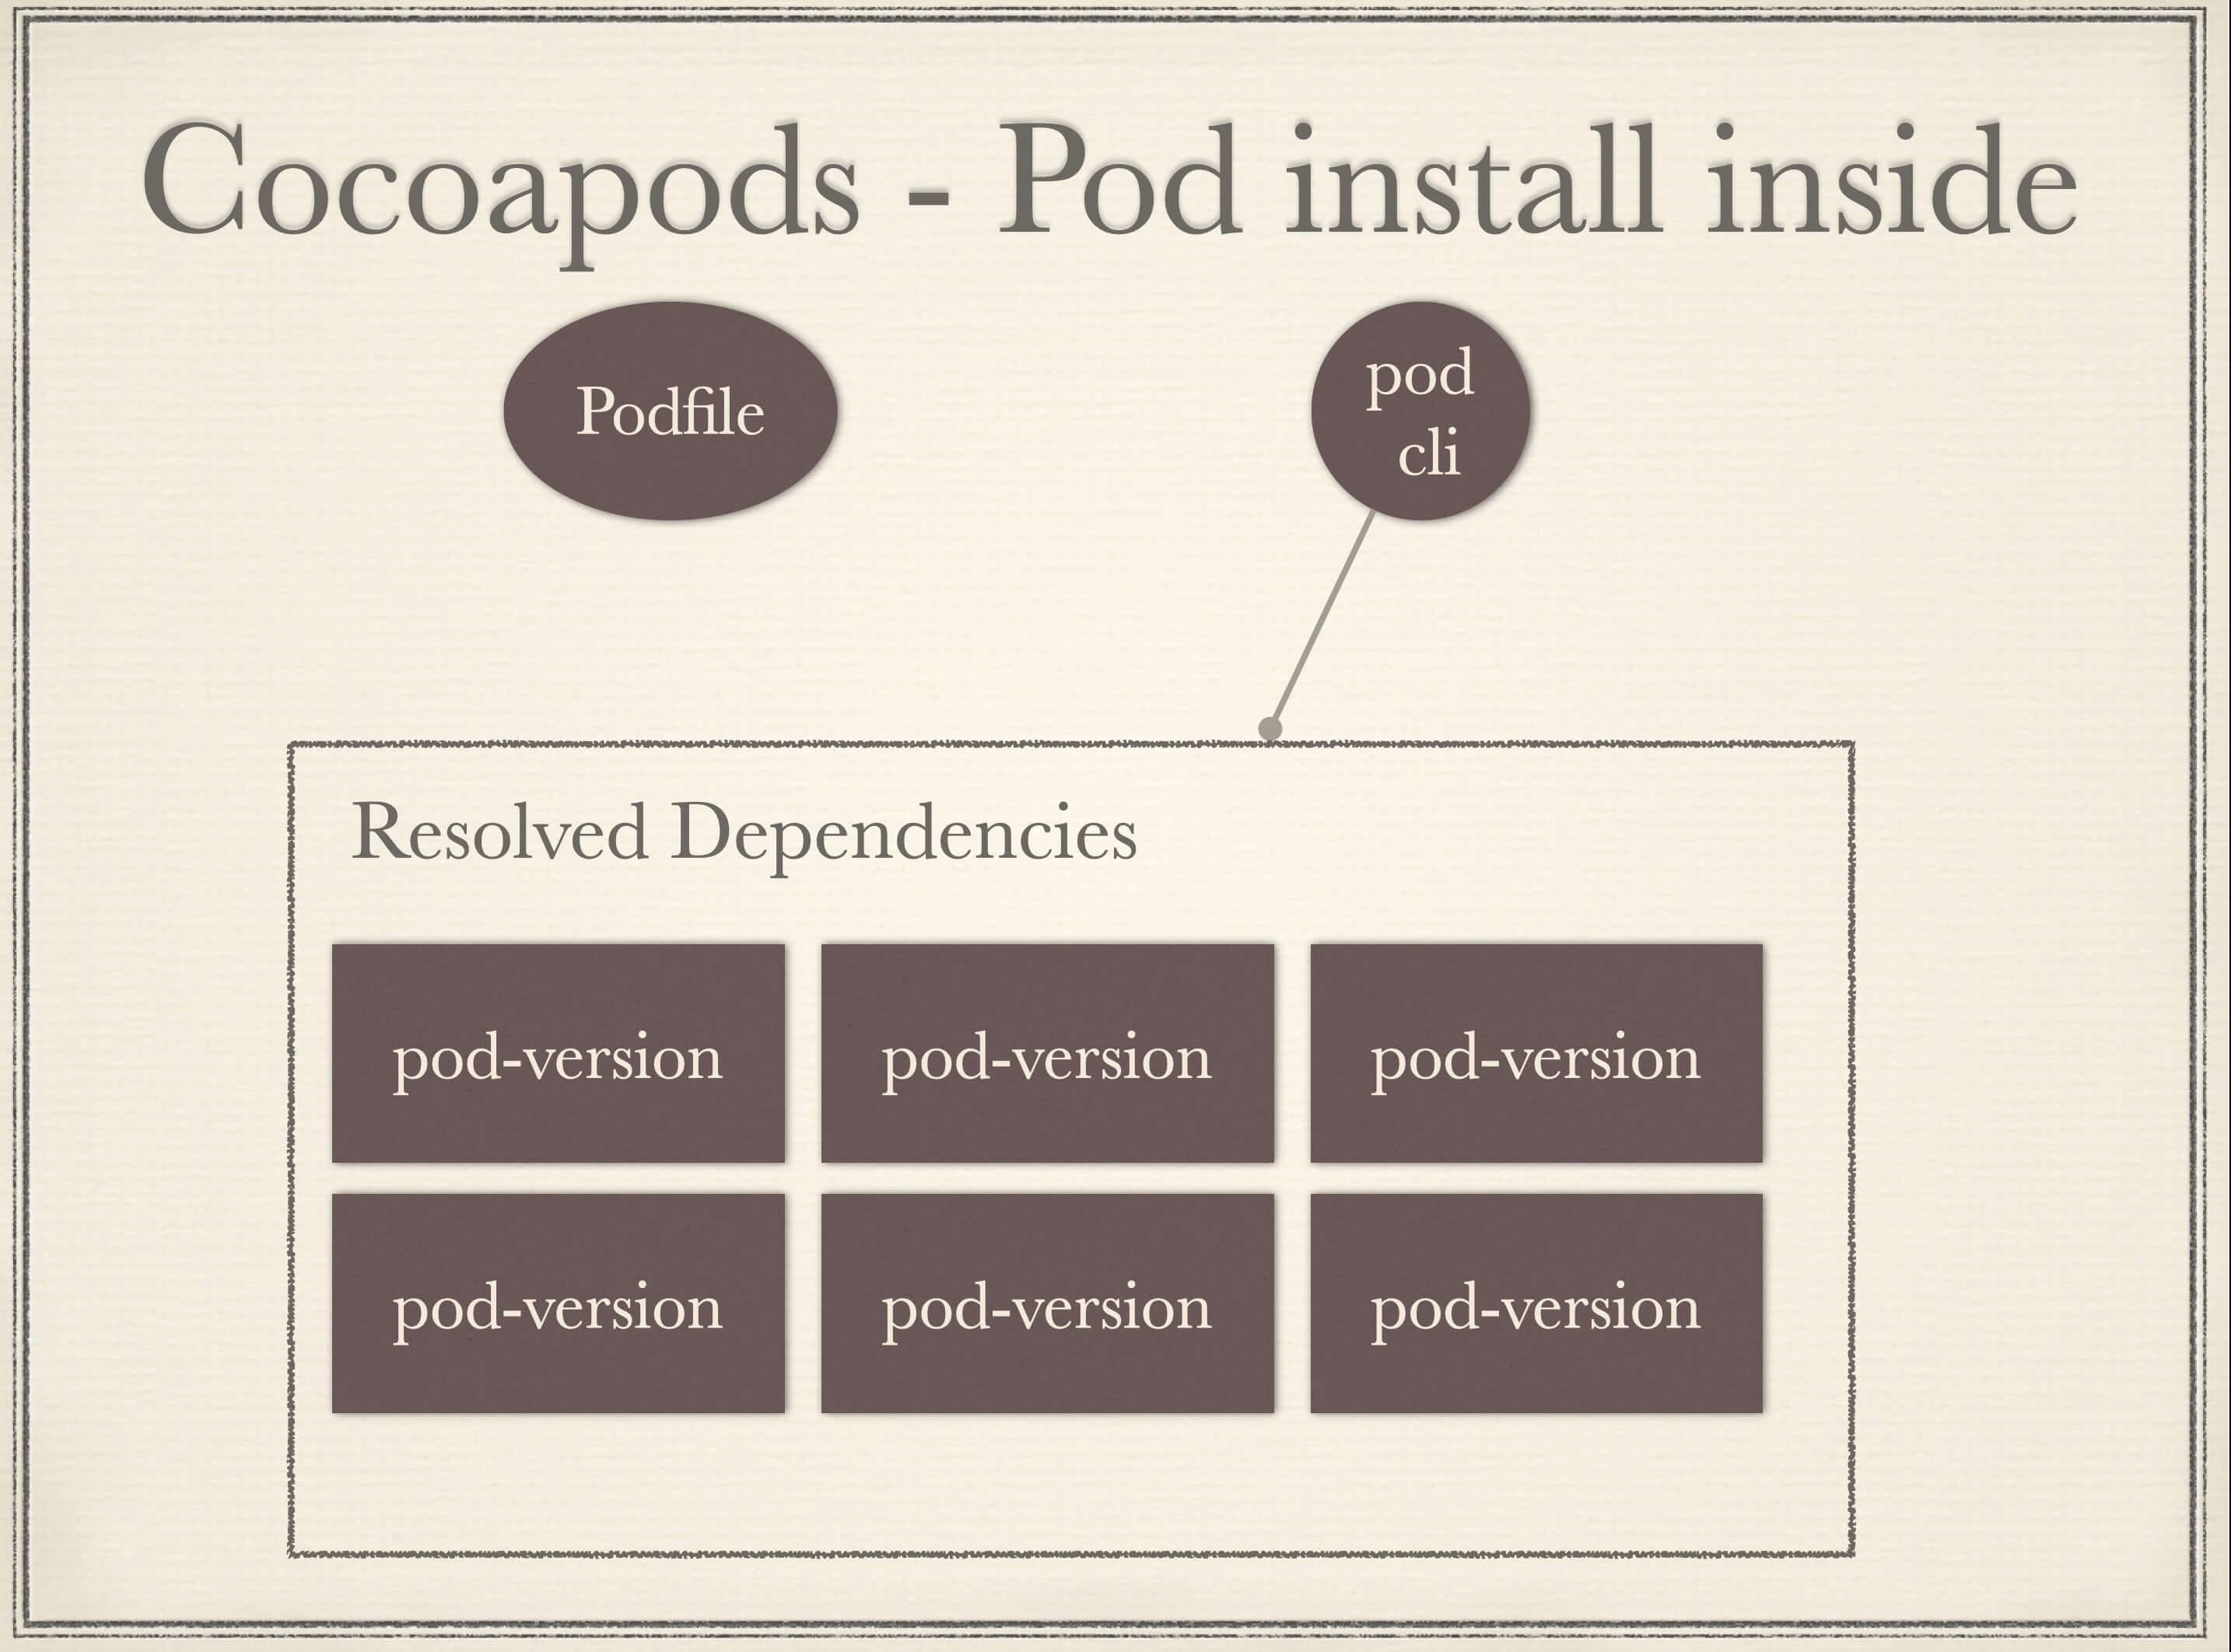 Cocoapods - Pod install inside
Podfile
pod
cli
Resolved Dependencies
pod-version
pod-version
pod-version
pod-version
pod-version
pod-version